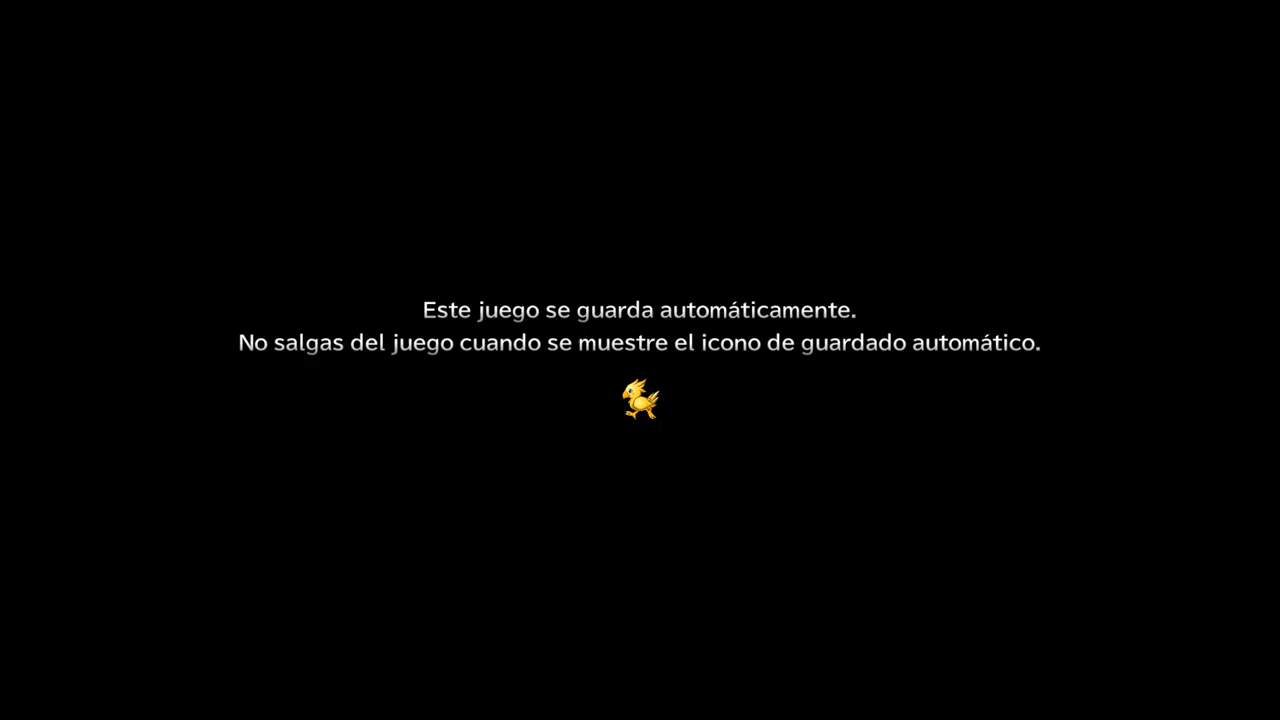 Este juego se guarda automáticamente.
No salgas del juego cuando se muestre el icono de guardado automático.